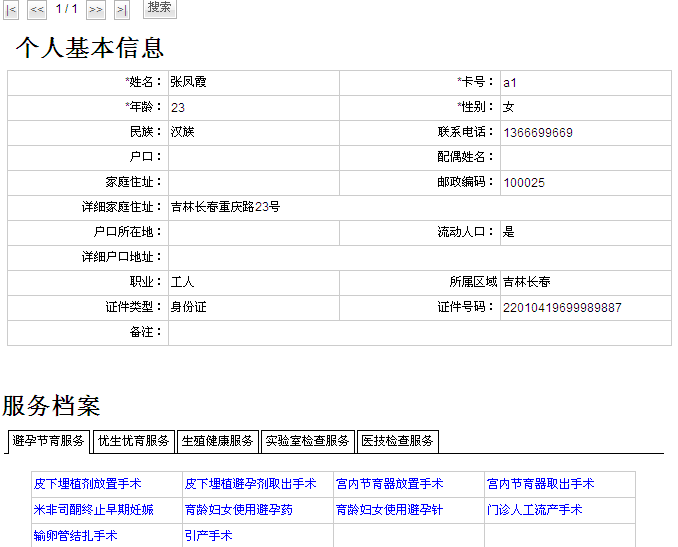 |< << 1 / 1 >> >| 搜索
个人基本信息
*姓名： 张凤霞 *卡号： a1
*年龄： 23 *性别： 女
民族： 汉族 联系电话： 1366699669
户口： 配偶姓名：
家庭住址： 邮政编码： 100025
详细家庭住址： 吉林长春重庆路23号
户口所在地： 流动人口： 是
详细户口地址：
职业： 工人 所属区域 吉林长春
证件类型： 身份证 证件号码： 22010419699989887
备注：
服务档案
避孕节育服务 优生优育服务 生殖健康服务 实验室检查服务 医技检查服务
皮下埋植剂放置手术 皮下埋植避孕剂取出手术 宫内节育器放置手术 宫内节育器取出手术
米非司酮终止早期妊娠 育龄妇女使用避孕药 育龄妇女使用避孕针 门诊人工流产手术
输卵管结扎手术 引产手术